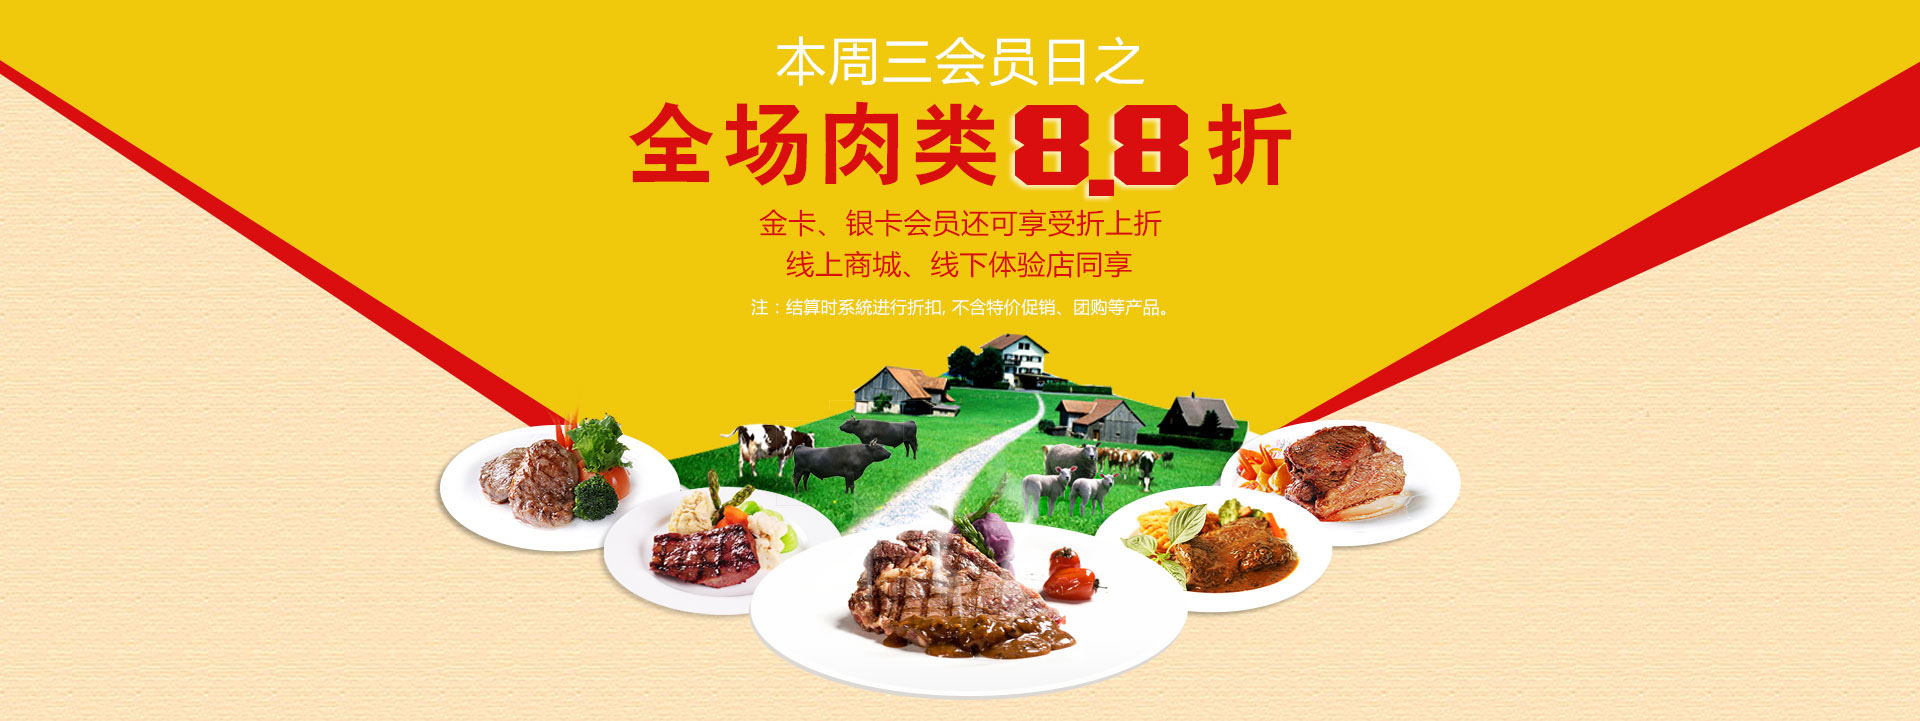 本周三会员日之
全场肉类8.8折
金卡、银卡会员还可享受折上折
线上商城、线下体验店同享
注：结算时系統进行折扣, 不含特价促销、团购等产品。